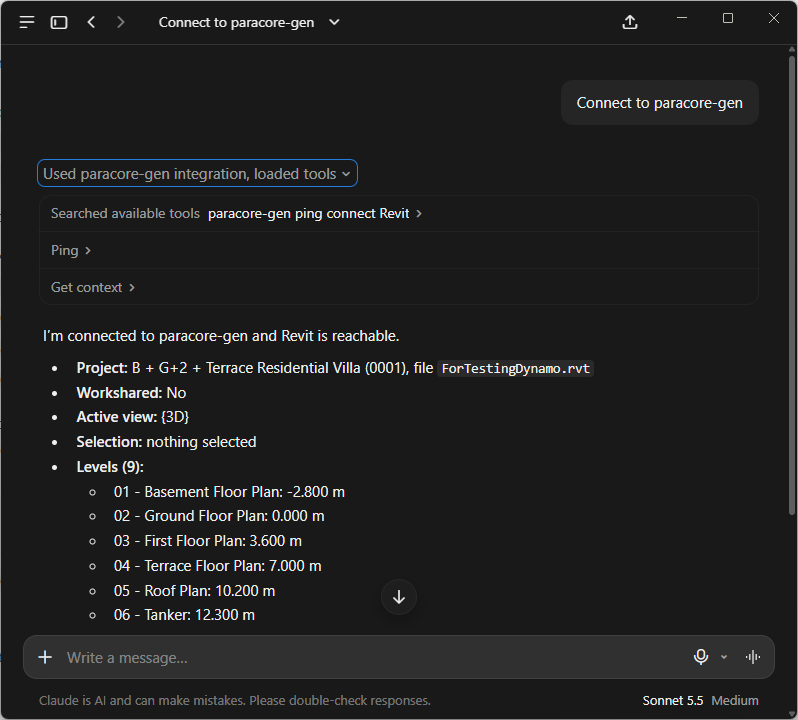 Connect to paracore-gen
Connect to paracore-gen
Used paracore-gen integration, loaded tools
Searched available tools paracore-gen ping connect Revit
Ping
Get context
I'm connected to paracore-gen and Revit is reachable.
• Project: B + G+2 + Terrace Residential Villa (0001), file ForTestingDynamo.rvt
• Workshared: No
• Active view: {3D}
• Selection: nothing selected
• Levels (9):
○ 01 - Basement Floor Plan: -2.800 m
○ 02 - Ground Floor Plan: 0.000 m
○ 03 - First Floor Plan: 3.600 m
○ 04 - Terrace Floor Plan: 7.000 m
○ 05 - Roof Plan: 10.200 m
○ 06 - Tanker: 12.300 m
Write a message...
Claude is AI and can make mistakes. Please double-check responses.
Sonnet 5.5 Medium